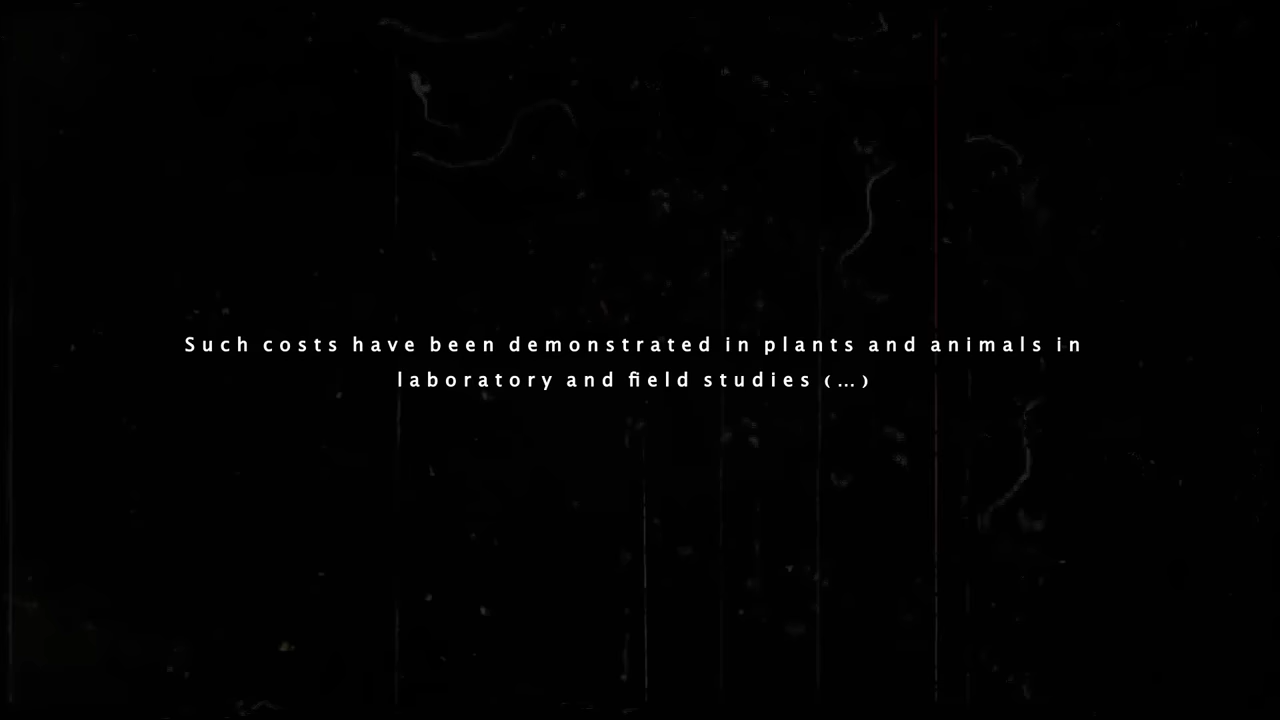 Such costs have been demonstrated in plants and animals in
laboratory and field studies (...)